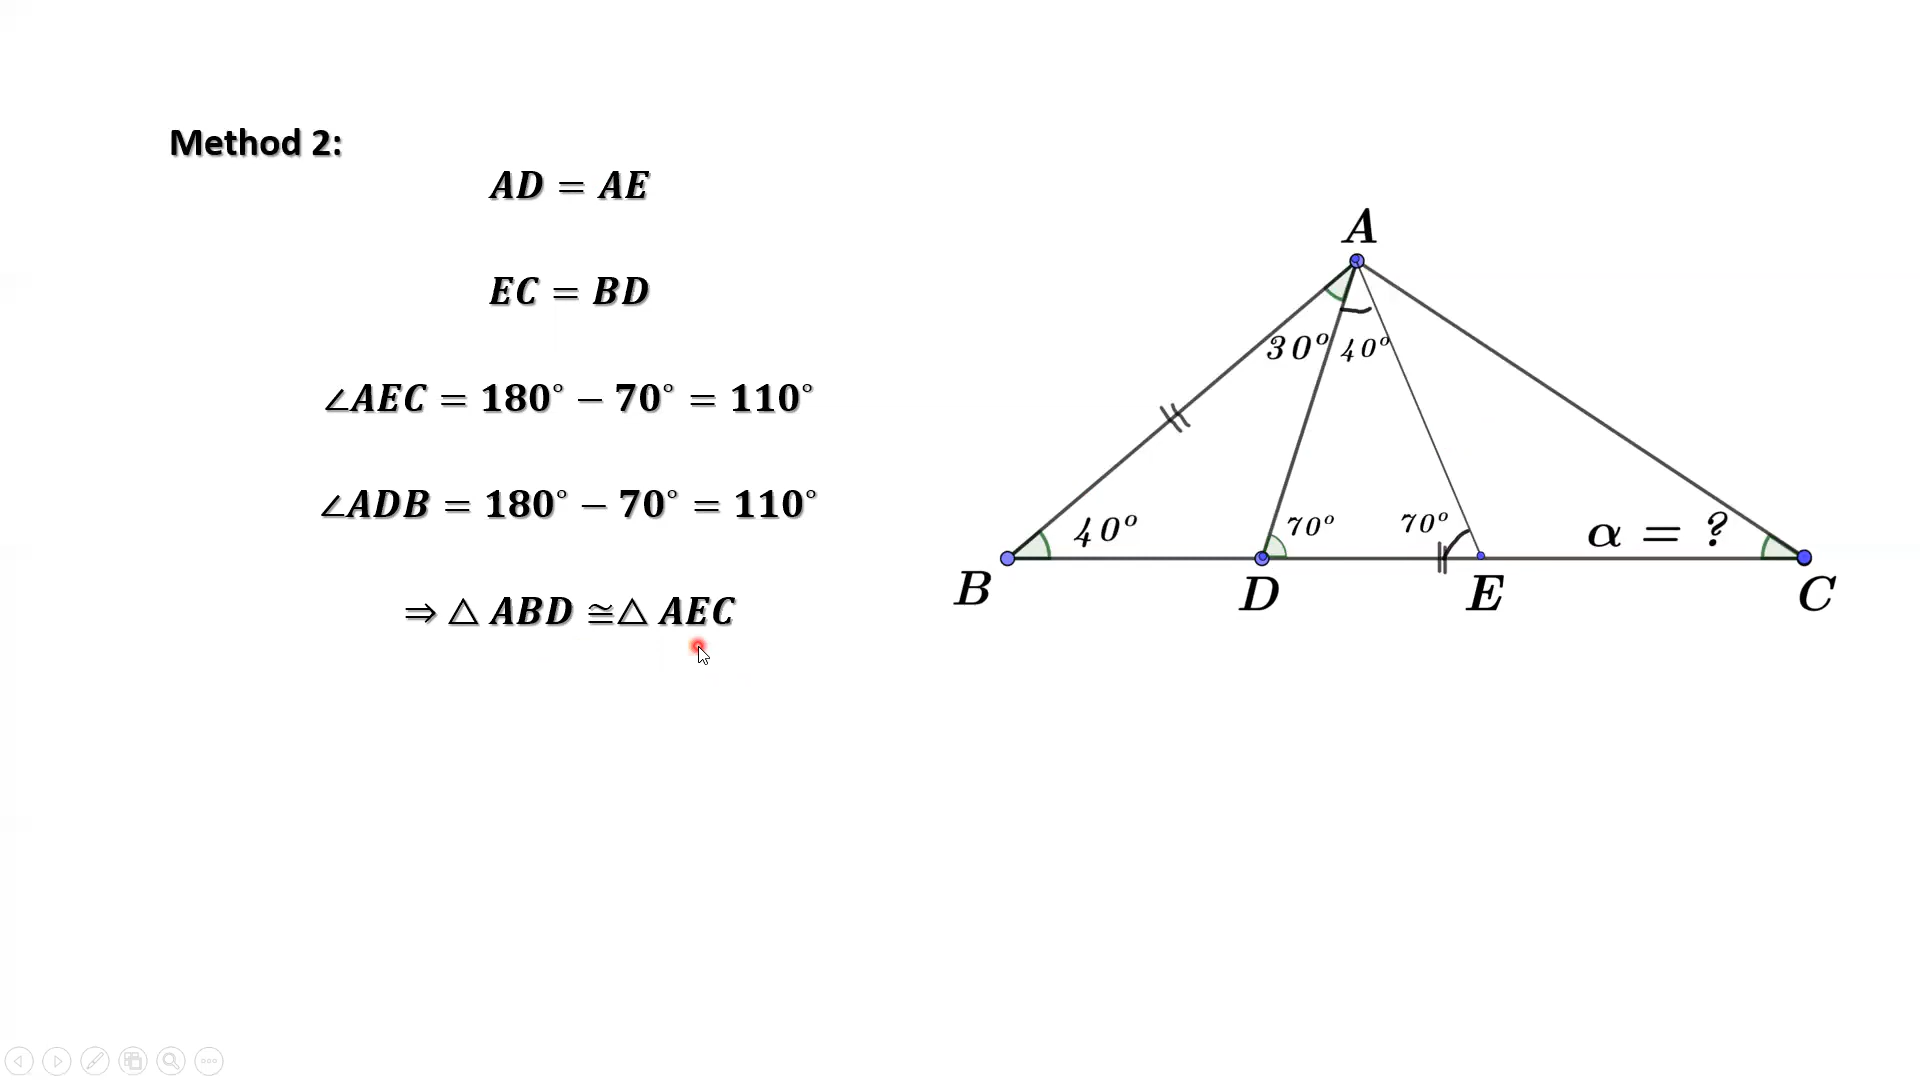 Method 2:
AD = AE
EC = BD
∠AEC = 180° − 70° = 110°
∠ADB = 180° − 70° = 110°
⇒ △ ABD ≅△ AEC
A
30° 40°
40° 70° 70° α = ?
B D E C